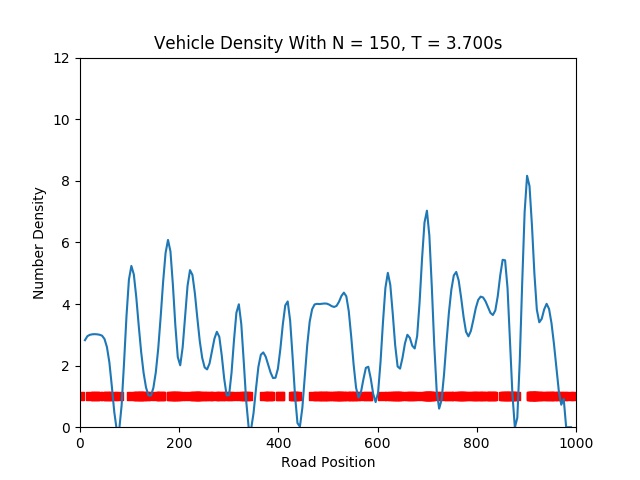 Vehicle Density With N = 150, T = 3.700s
12
10
8
6
4
2
0
Number Density
0 200 400 600 800 1000
Road Position